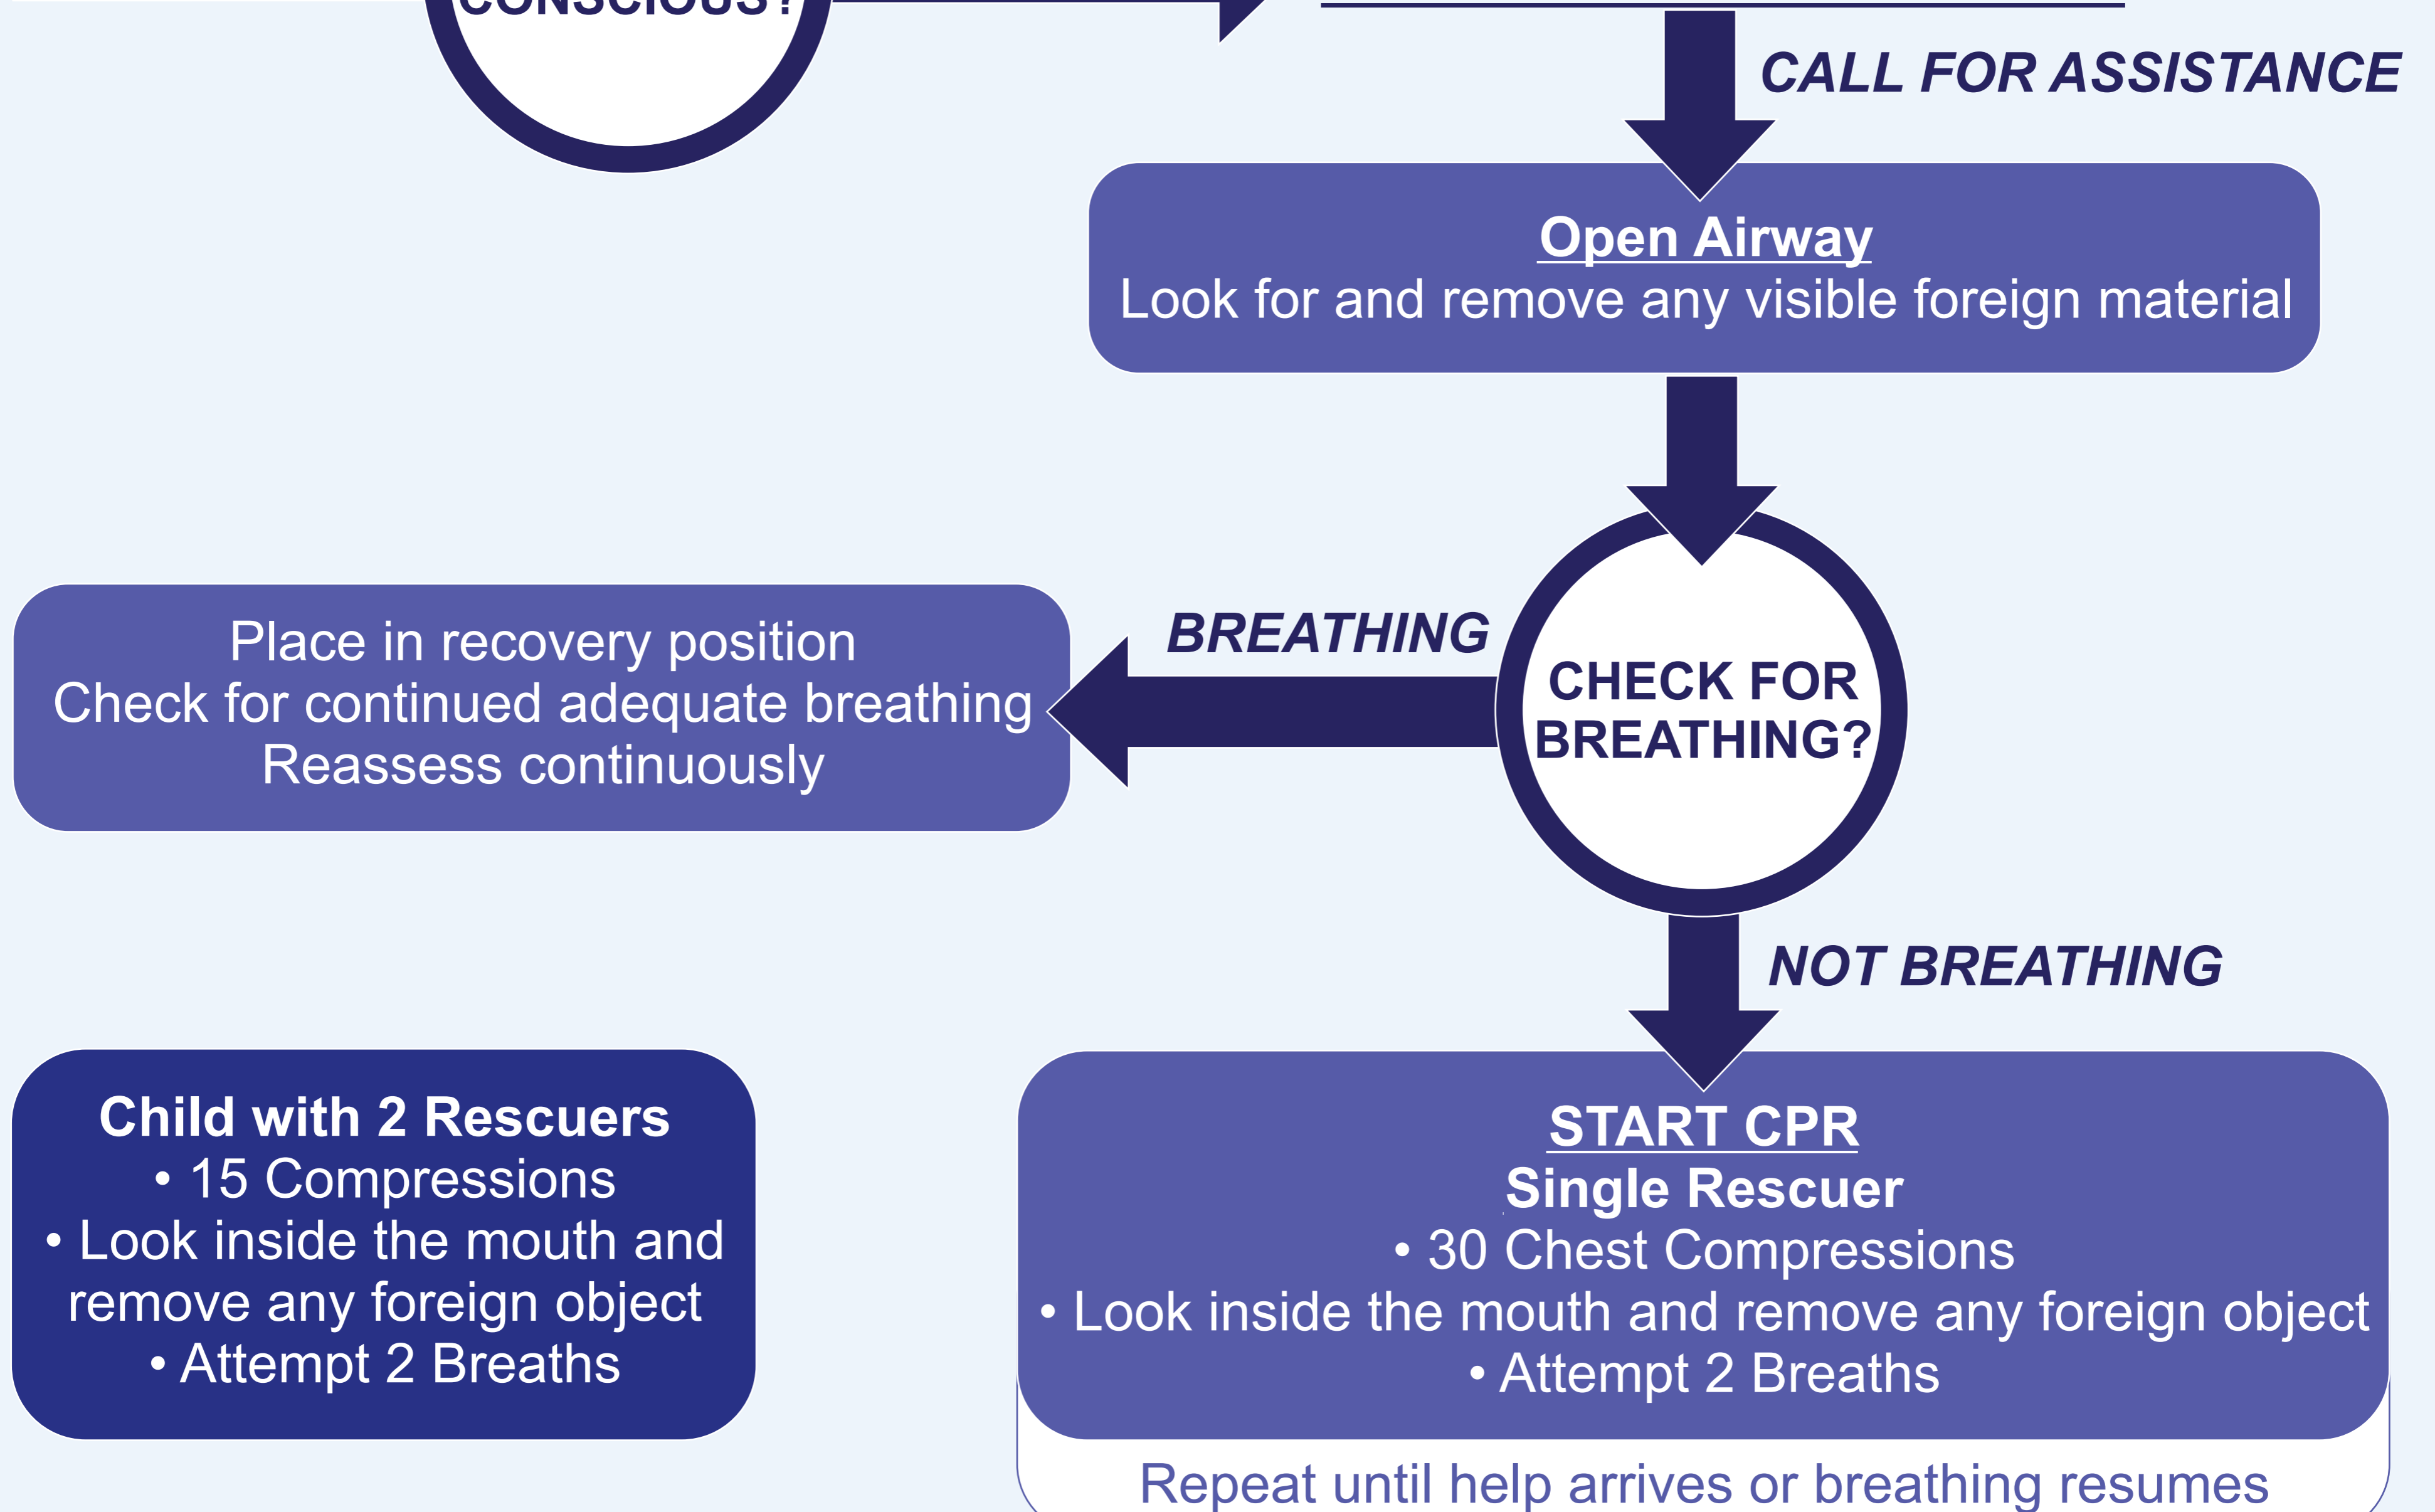 CONSCIOUS?
CALL FOR ASSISTANCE
Open Airway
Look for and remove any visible foreign material
BREATHING
CHECK FOR
BREATHING?
Place in recovery position
Check for continued adequate breathing
Reassess continuously
NOT BREATHING
Child with 2 Rescuers
• 15 Compressions
• Look inside the mouth and
remove any foreign object
• Attempt 2 Breaths
START CPR
Single Rescuer
• 30 Chest Compressions
• Look inside the mouth and remove any foreign object
• Attempt 2 Breaths
Repeat until help arrives or breathing resumes